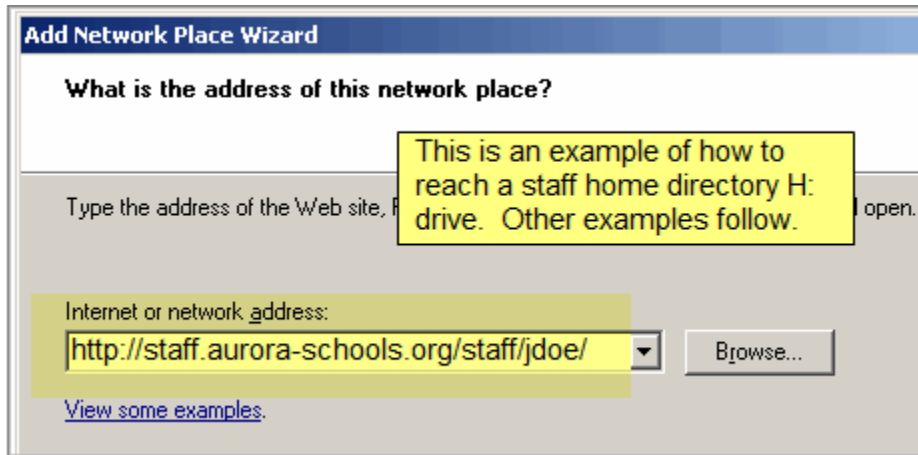 Add Network Place Wizard
What is the address of this network place?
This is an example of how to
reach a staff home directory H:
drive. Other examples follow.
Type the address of the Web site, open.
Internet or network address:
http://staff.aurora-schools.org/staff/jdoe/
Browse...
View some examples.